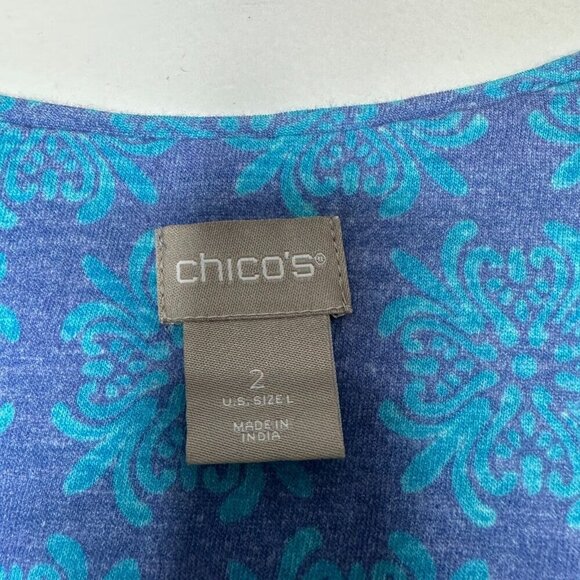 chico's®
2
U.S. SIZE L
MADE IN
INDIA